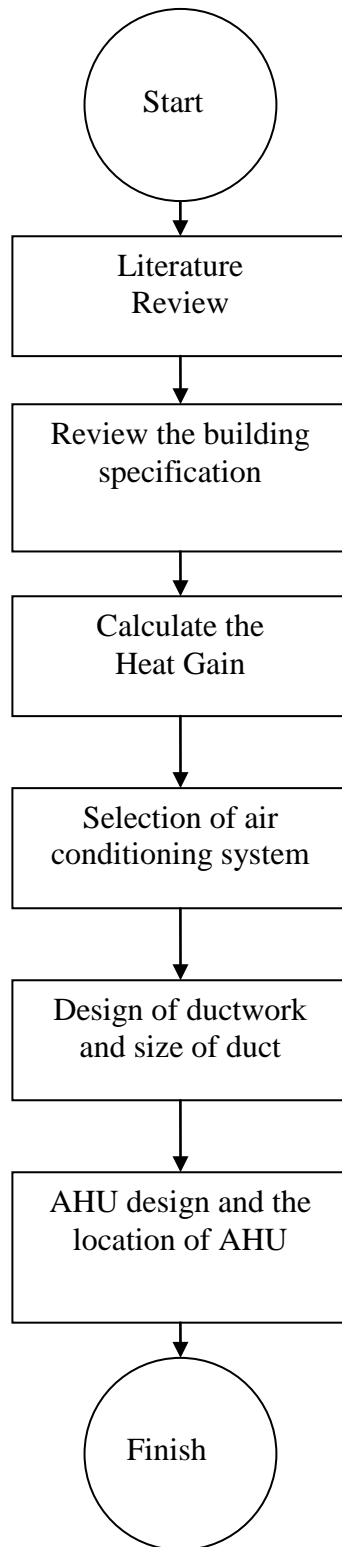 Start
Literature
Review
Review the building
specification
Calculate the
Heat Gain
Selection of air
conditioning system
Design of ductwork
and size of duct
AHU design and the
location of AHU
Finish